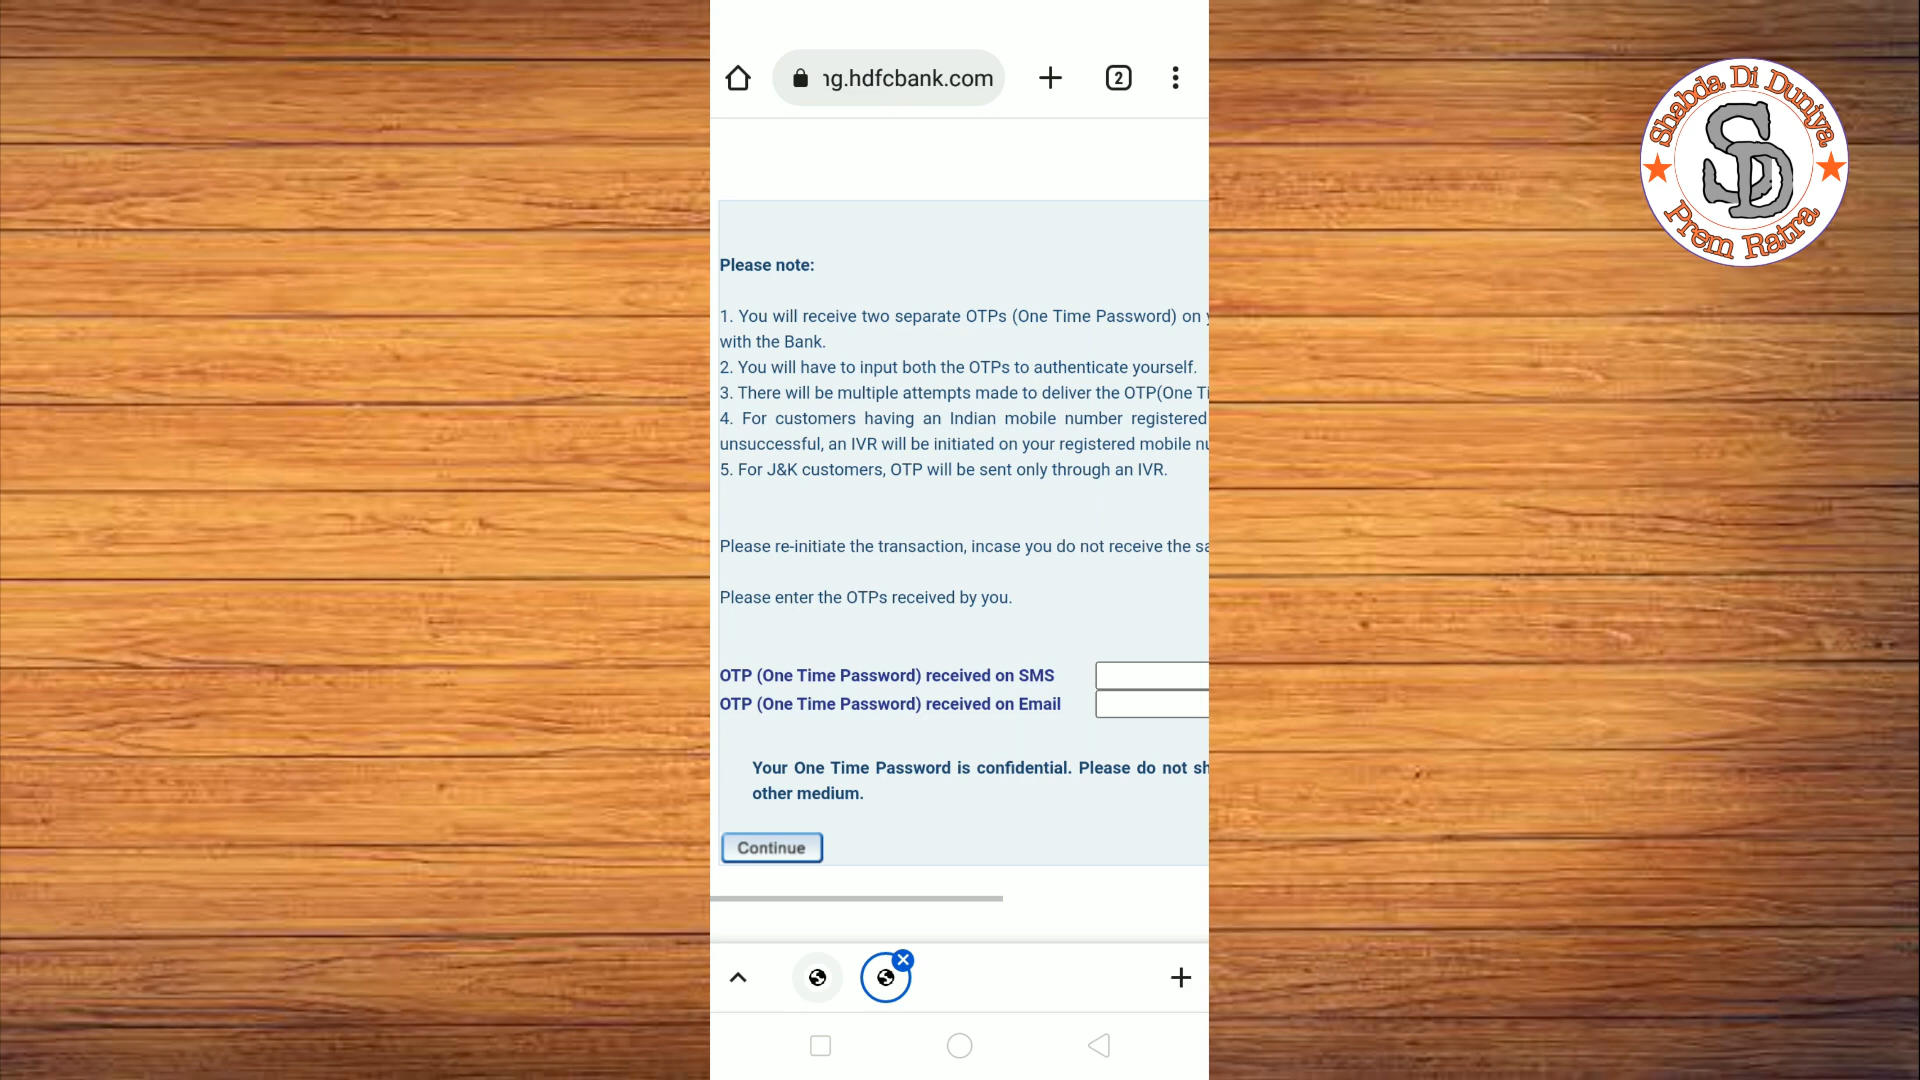 ng.hdfcbank.com
2
Shabda Di Duniya
SD
Prem Ratra
Please note:
1. You will receive two separate OTPs (One Time Password) on
with the Bank.
2. You will have to input both the OTPs to authenticate yourself.
3. There will be multiple attempts made to deliver the OTP(One Ti
4. For customers having an Indian mobile number registered
unsuccessful, an IVR will be initiated on your registered mobile nu
5. For J&K customers, OTP will be sent only through an IVR.
Please re-initiate the transaction, incase you do not receive the sa
Please enter the OTPs received by you.
OTP (One Time Password) received on SMS
OTP (One Time Password) received on Email
Your One Time Password is confidential. Please do not sh
other medium.
Continue